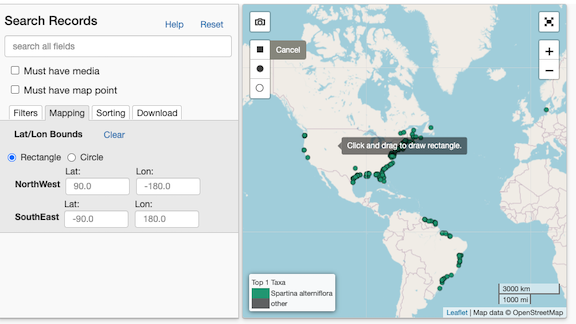 Search Records Help Reset
search all fields
Must have media
Must have map point
Filters Mapping Sorting Download
Lat/Lon Bounds Clear
Rectangle Circle
Lat: Lon:
NorthWest 90.0 -180.0
Lat: Lon:
SouthEast -90.0 180.0
Cancel
+
−
Click and drag to draw rectangle.
Top 1 Taxa
Spartina alterniflora
other
3000 km
1000 mi
Leaflet | Map data © OpenStreetMap